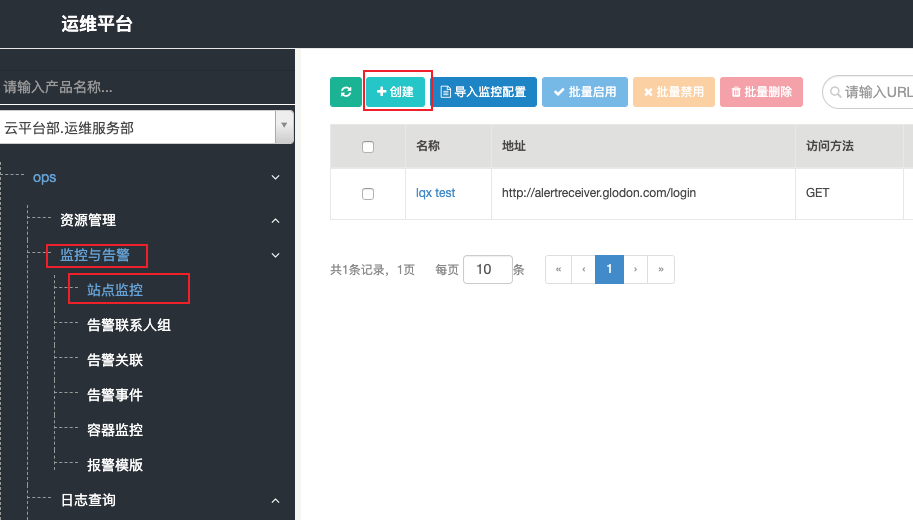 运维平台
请输入产品名称...
云平台部.运维服务部
ops
资源管理
监控与告警
站点监控
告警联系人组
告警关联
告警事件
容器监控
报警模版
日志查询
创建 导入监控配置 批量启用 批量禁用 批量删除 请输入URL
名称 地址 访问方法
lqx test http://alertreceiver.glodon.com/login GET
共1条记录，1页 每页 10 条 « ‹ 1 › »